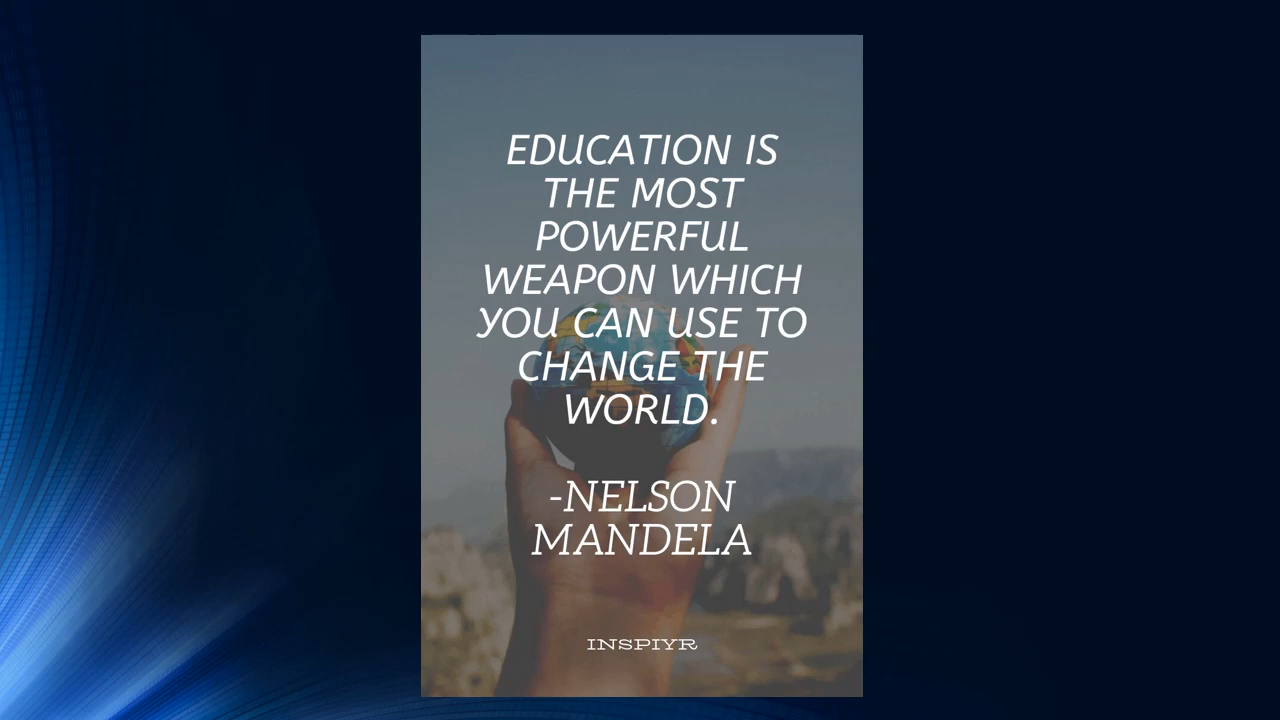 EDUCATION IS
THE MOST
POWERFUL
WEAPON WHICH
YOU CAN USE TO
CHANGE THE
WORLD.
-NELSON
MANDELA
INSPIYR